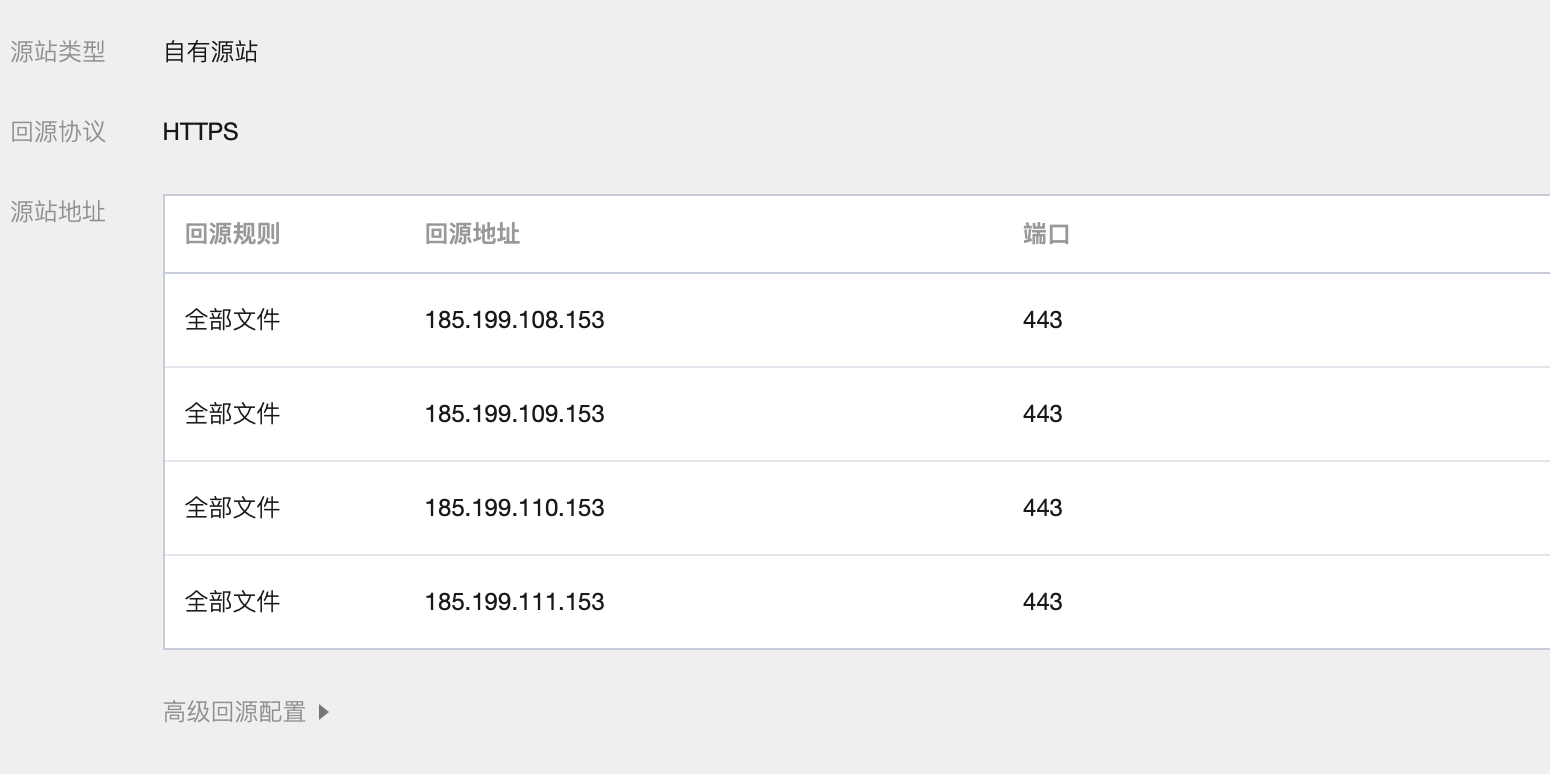 源站类型 自有源站
回源协议 HTTPS
源站地址
回源规则 回源地址 端口
全部文件 185.199.108.153 443
全部文件 185.199.109.153 443
全部文件 185.199.110.153 443
全部文件 185.199.111.153 443
高级回源配置